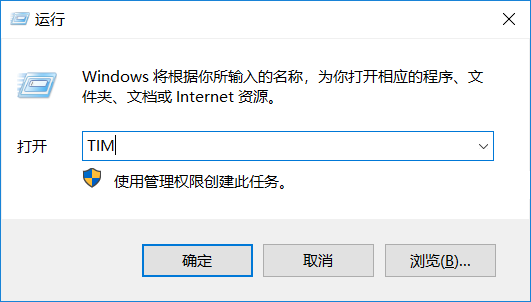 运行
Windows 将根据你所输入的名称，为你打开相应的程序、文
件夹、文档或 Internet 资源。
打开
TIM
使用管理权限创建此任务。
确定
取消
浏览(B)...